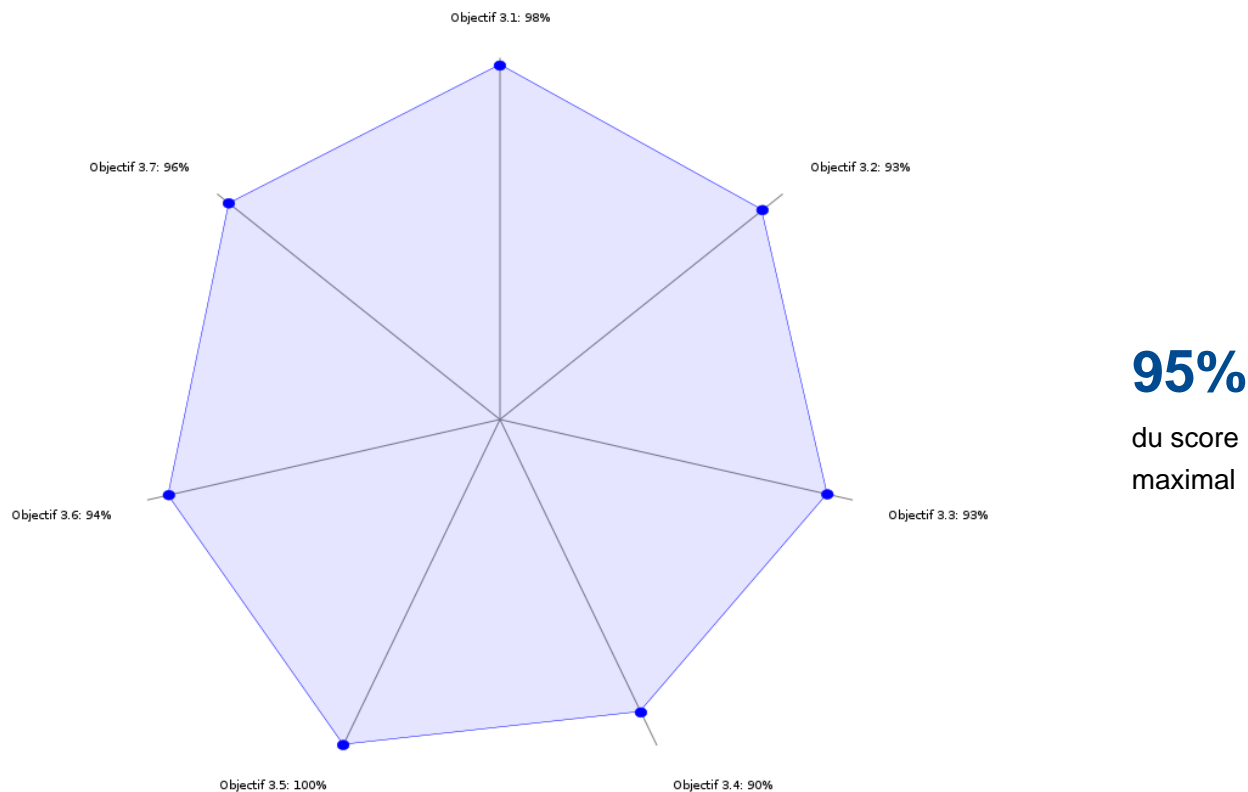 Objectif 3.1: 98%
Objectif 3.7: 96%
Objectif 3.2: 93%
95%
du score
maximal
Objectif 3.6: 94%
Objectif 3.3: 93%
Objectif 3.5: 100%
Objectif 3.4: 90%